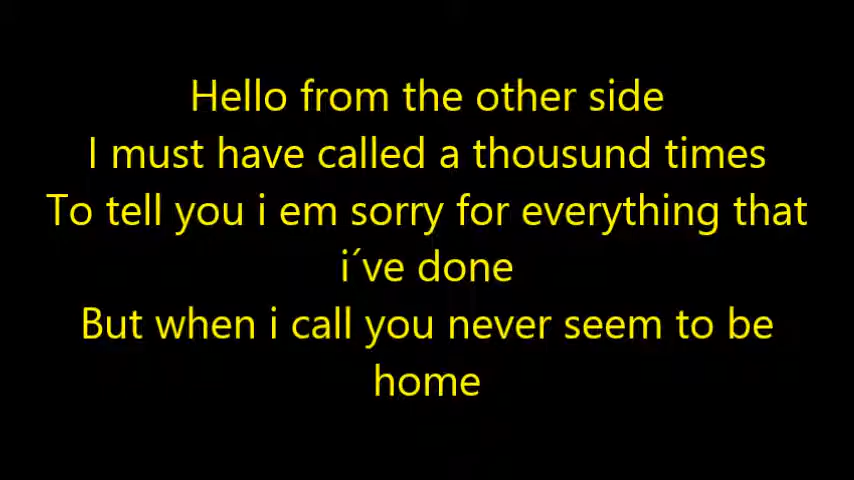 Hello from the other side
I must have called a thousund times
To tell you i em sorry for everything that
i´ve done
But when i call you never seem to be
home